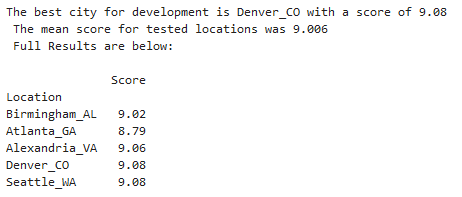 The best city for development is Denver_CO with a score of 9.08
The mean score for tested locations was 9.006
Full Results are below:
Score
Location
Birmingham_AL 9.02
Atlanta_GA 8.79
Alexandria_VA 9.06
Denver_CO 9.08
Seattle_WA 9.08